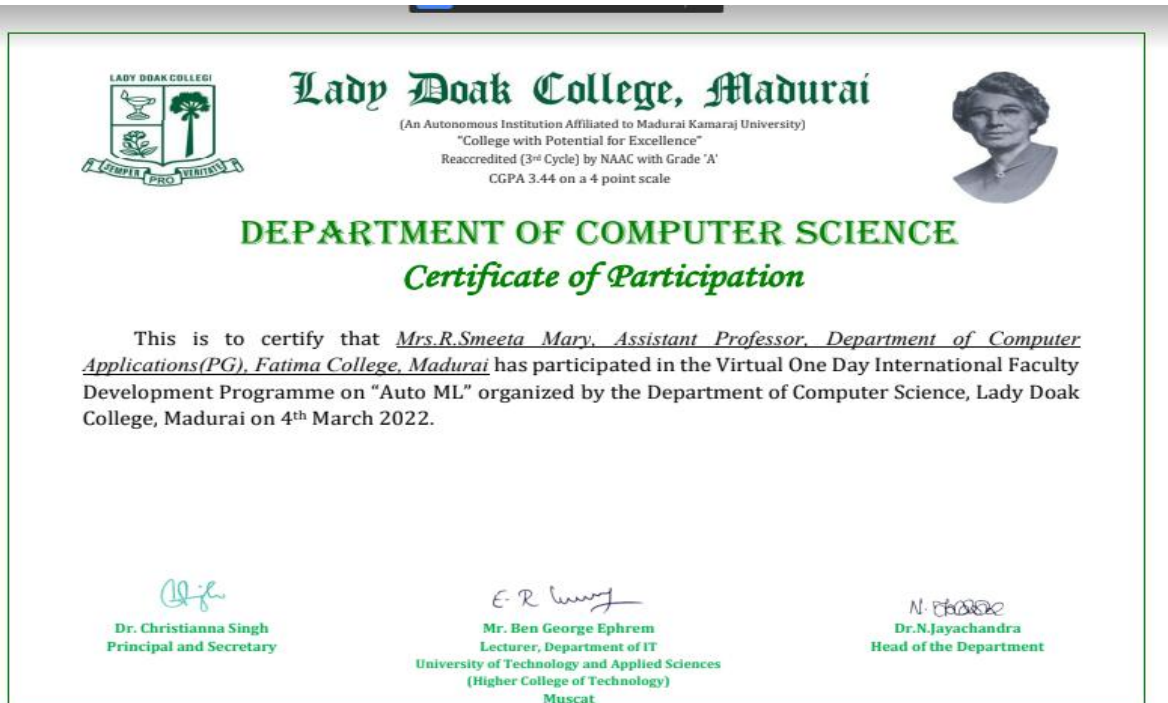 LADY DOAK COLLEGE
SEMPER PRO VERITATE
Lady Doak College, Madurai
(An Autonomous Institution Affiliated to Madurai Kamaraj University)
"College with Potential for Excellence"
Reaccredited (3rd Cycle) by NAAC with Grade 'A'
CGPA 3.44 on a 4 point scale
DEPARTMENT OF COMPUTER SCIENCE
Certificate of Participation
This is to certify that Mrs.R.Smeeta Mary, Assistant Professor, Department of Computer
Applications(PG), Fatima College, Madurai has participated in the Virtual One Day International Faculty
Development Programme on “Auto ML” organized by the Department of Computer Science, Lady Doak
College, Madurai on 4th March 2022.
E. R
N.
Dr. Christianna Singh
Principal and Secretary
Mr. Ben George Ephrem
Lecturer, Department of IT
University of Technology and Applied Sciences
(Higher College of Technology)
Muscat
Dr.N.Jayachandra
Head of the Department